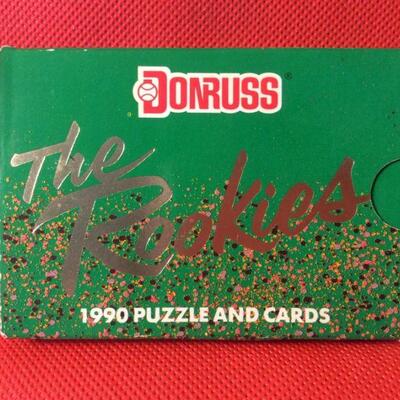 DONRUSS®
The
Rookies
1990 PUZZLE AND CARDS